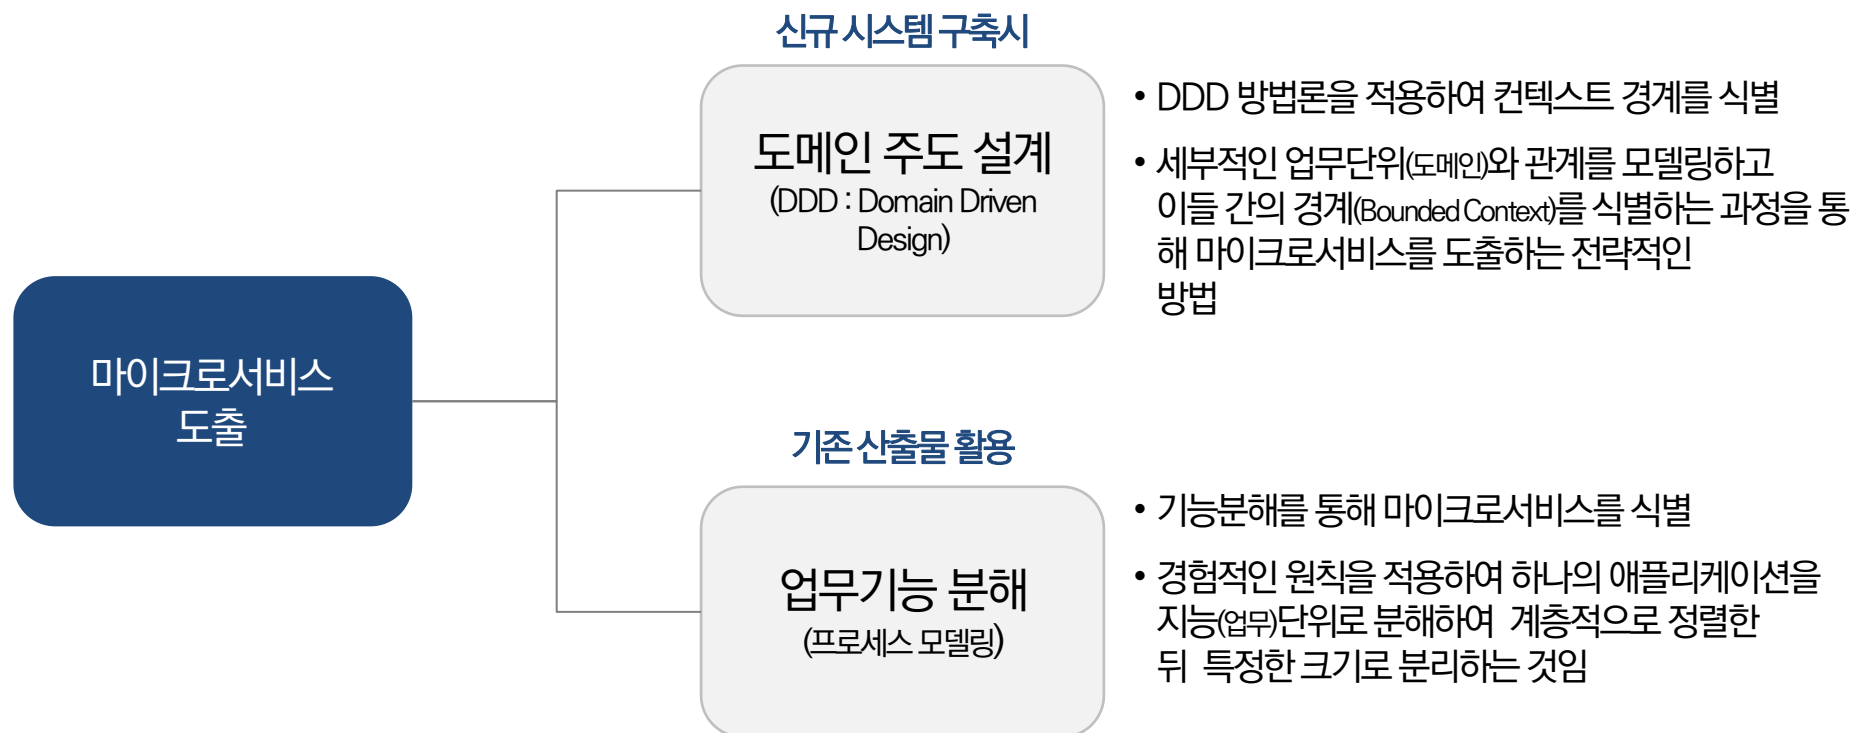 신규 시스템 구축시
도메인 주도 설계
(DDD : Domain Driven
Design)
• DDD 방법론을 적용하여 컨텍스트 경계를 식별
• 세부적인 업무단위(도메인)와 관계를 모델링하고
이들 간의 경계(Bounded Context)를 식별하는 과정을 통
해 마이크로서비스를 도출하는 전략적인
방법
마이크로서비스
도출
기존 산출물 활용
업무기능 분해
(프로세스 모델링)
• 기능분해를 통해 마이크로서비스를 식별
• 경험적인 원칙을 적용하여 하나의 애플리케이션을
지능(업무)단위로 분해하여 계층적으로 정렬한
뒤 특정한 크기로 분리하는 것임